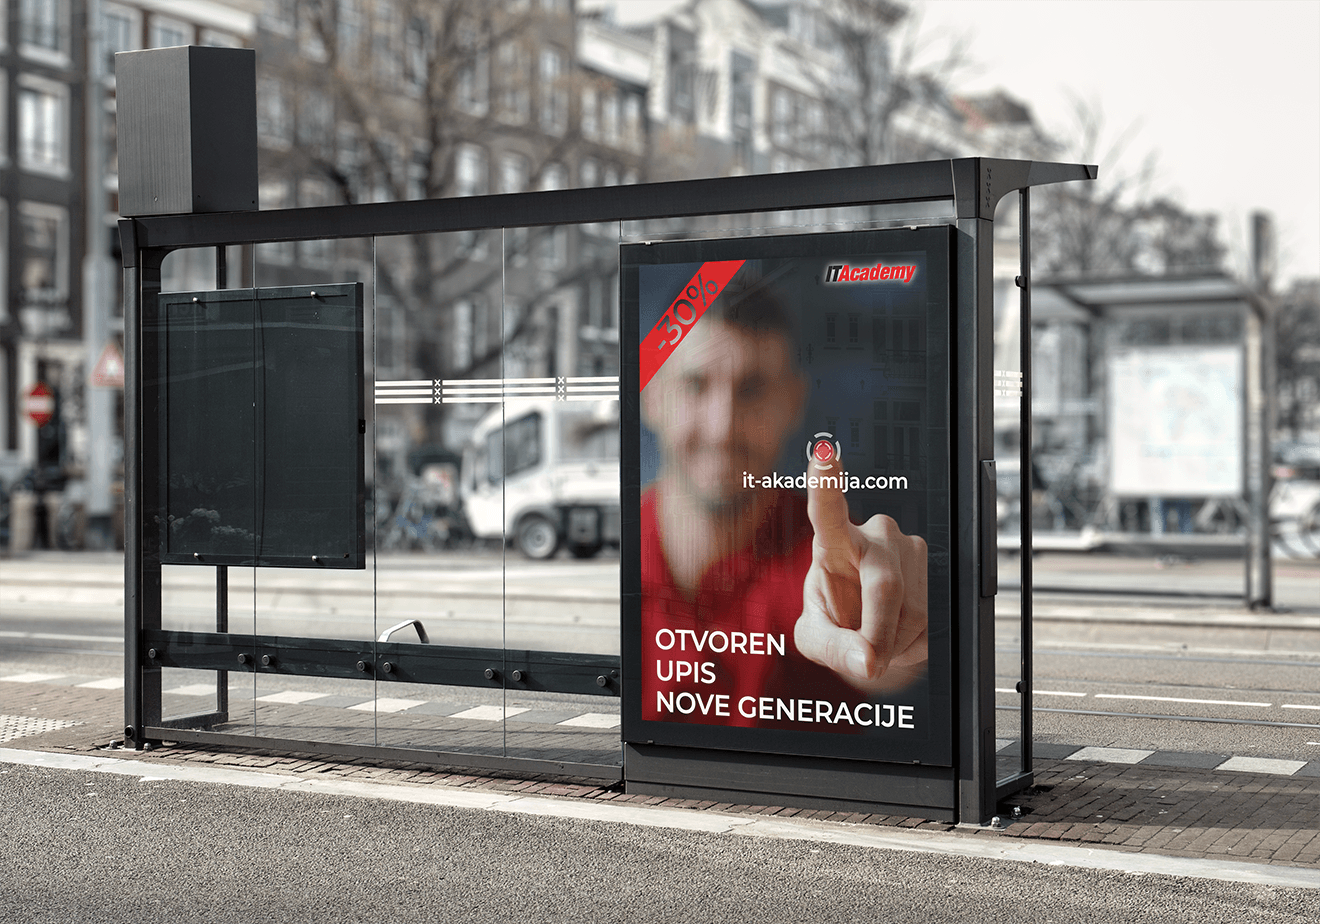 -30%
ITAcademy
it-akademija.com
OTVOREN
UPIS
NOVE GENERACIJE